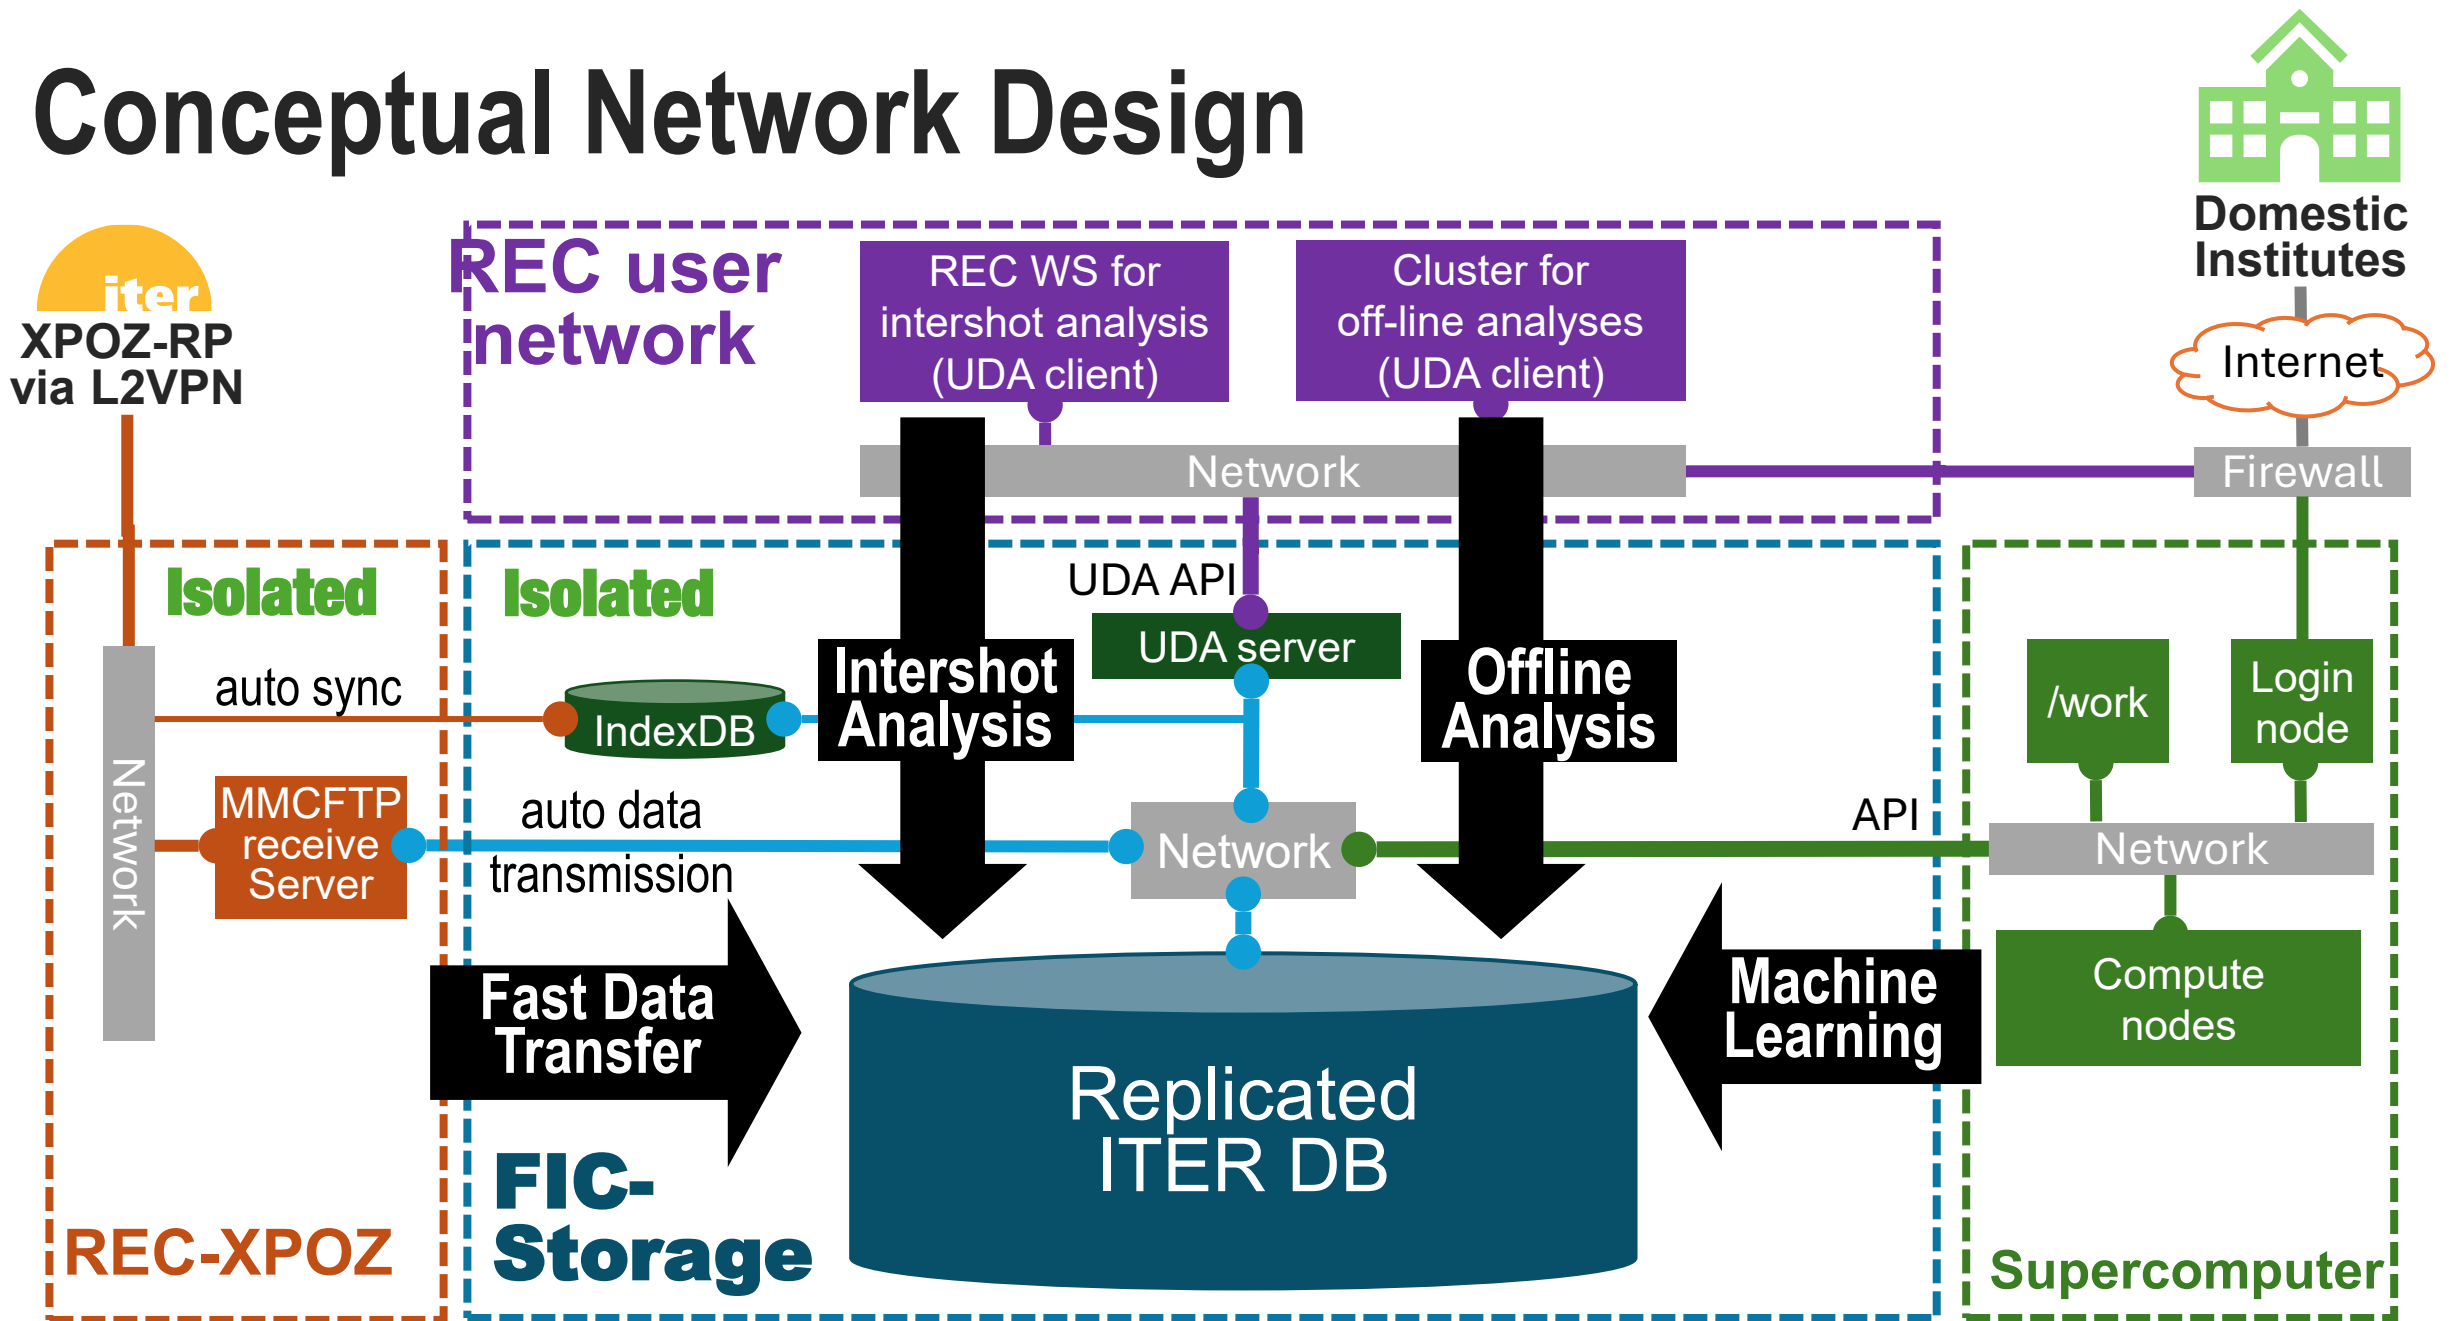 Conceptual Network Design
Domestic
Institutes
Internet
Firewall
iter
XPOZ-RP
via L2VPN
REC user
network
REC WS for
intershot analysis
(UDA client)
Cluster for
off-line analyses
(UDA client)
Network
Isolated
Isolated
UDA API
UDA server
auto sync
IndexDB
Intershot
Analysis
Offline
Analysis
/work
Login
node
Network
MMCFTP
receive
Server
auto data
transmission
Network
API
Network
Fast Data
Transfer
Machine
Learning
Compute
nodes
Replicated
ITER DB
REC-XPOZ
FIC-
Storage
Supercomputer